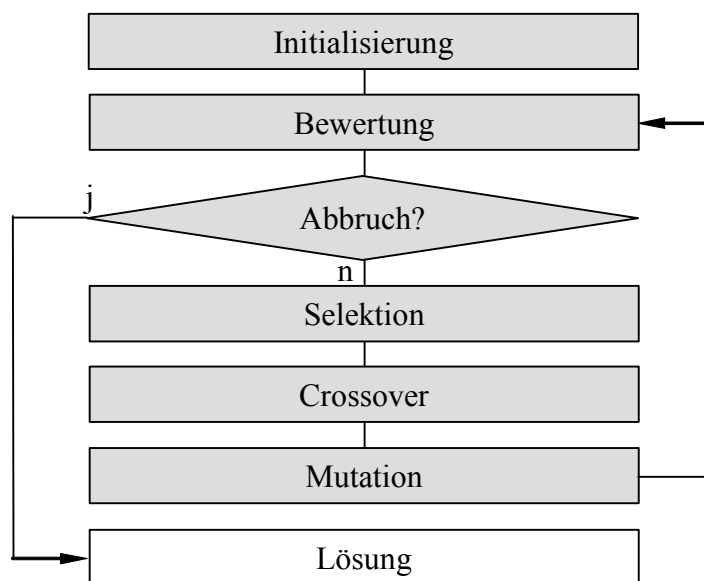 Initialisierung
Bewertung
j
Abbruch?
n
Selektion
Crossover
Mutation
Lösung